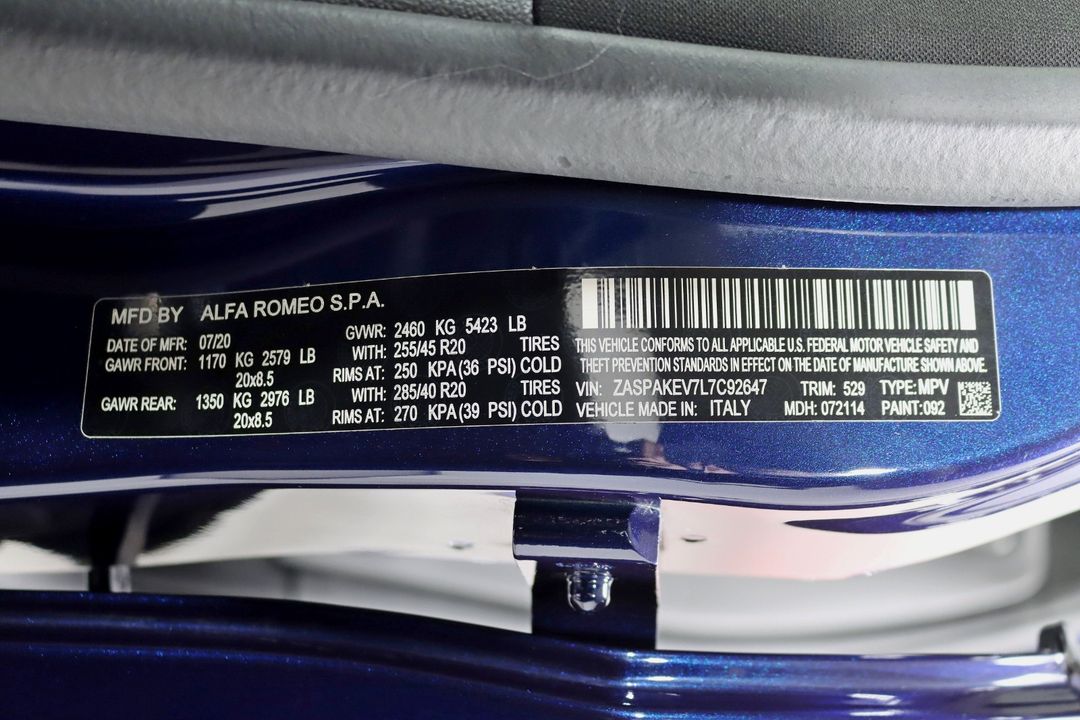 MFD BY ALFA ROMEO S.P.A.
DATE OF MFR: 07/20
GAWR FRONT: 1170 KG 2579 LB
20x8.5
GAWR REAR: 1350 KG 2976 LB
20x8.5
GVWR: 2460 KG 5423 LB
WITH: 255/45 R20 TIRES
RIMS AT: 250 KPA(36 PSI) COLD
WITH: 285/40 R20 TIRES
RIMS AT: 270 KPA(39 PSI) COLD
THIS VEHICLE CONFORMS TO ALL APPLICABLE U.S. FEDERAL MOTOR VEHICLE SAFETY AND
THEFT PREVENTION STANDARDS IN EFFECT ON THE DATE OF MANUFACTURE SHOWN ABOVE.
VIN: ZASPAKEV7L7C92647 TRIM: 529 TYPE: MPV
VEHICLE MADE IN: ITALY MDH: 072114 PAINT: 092